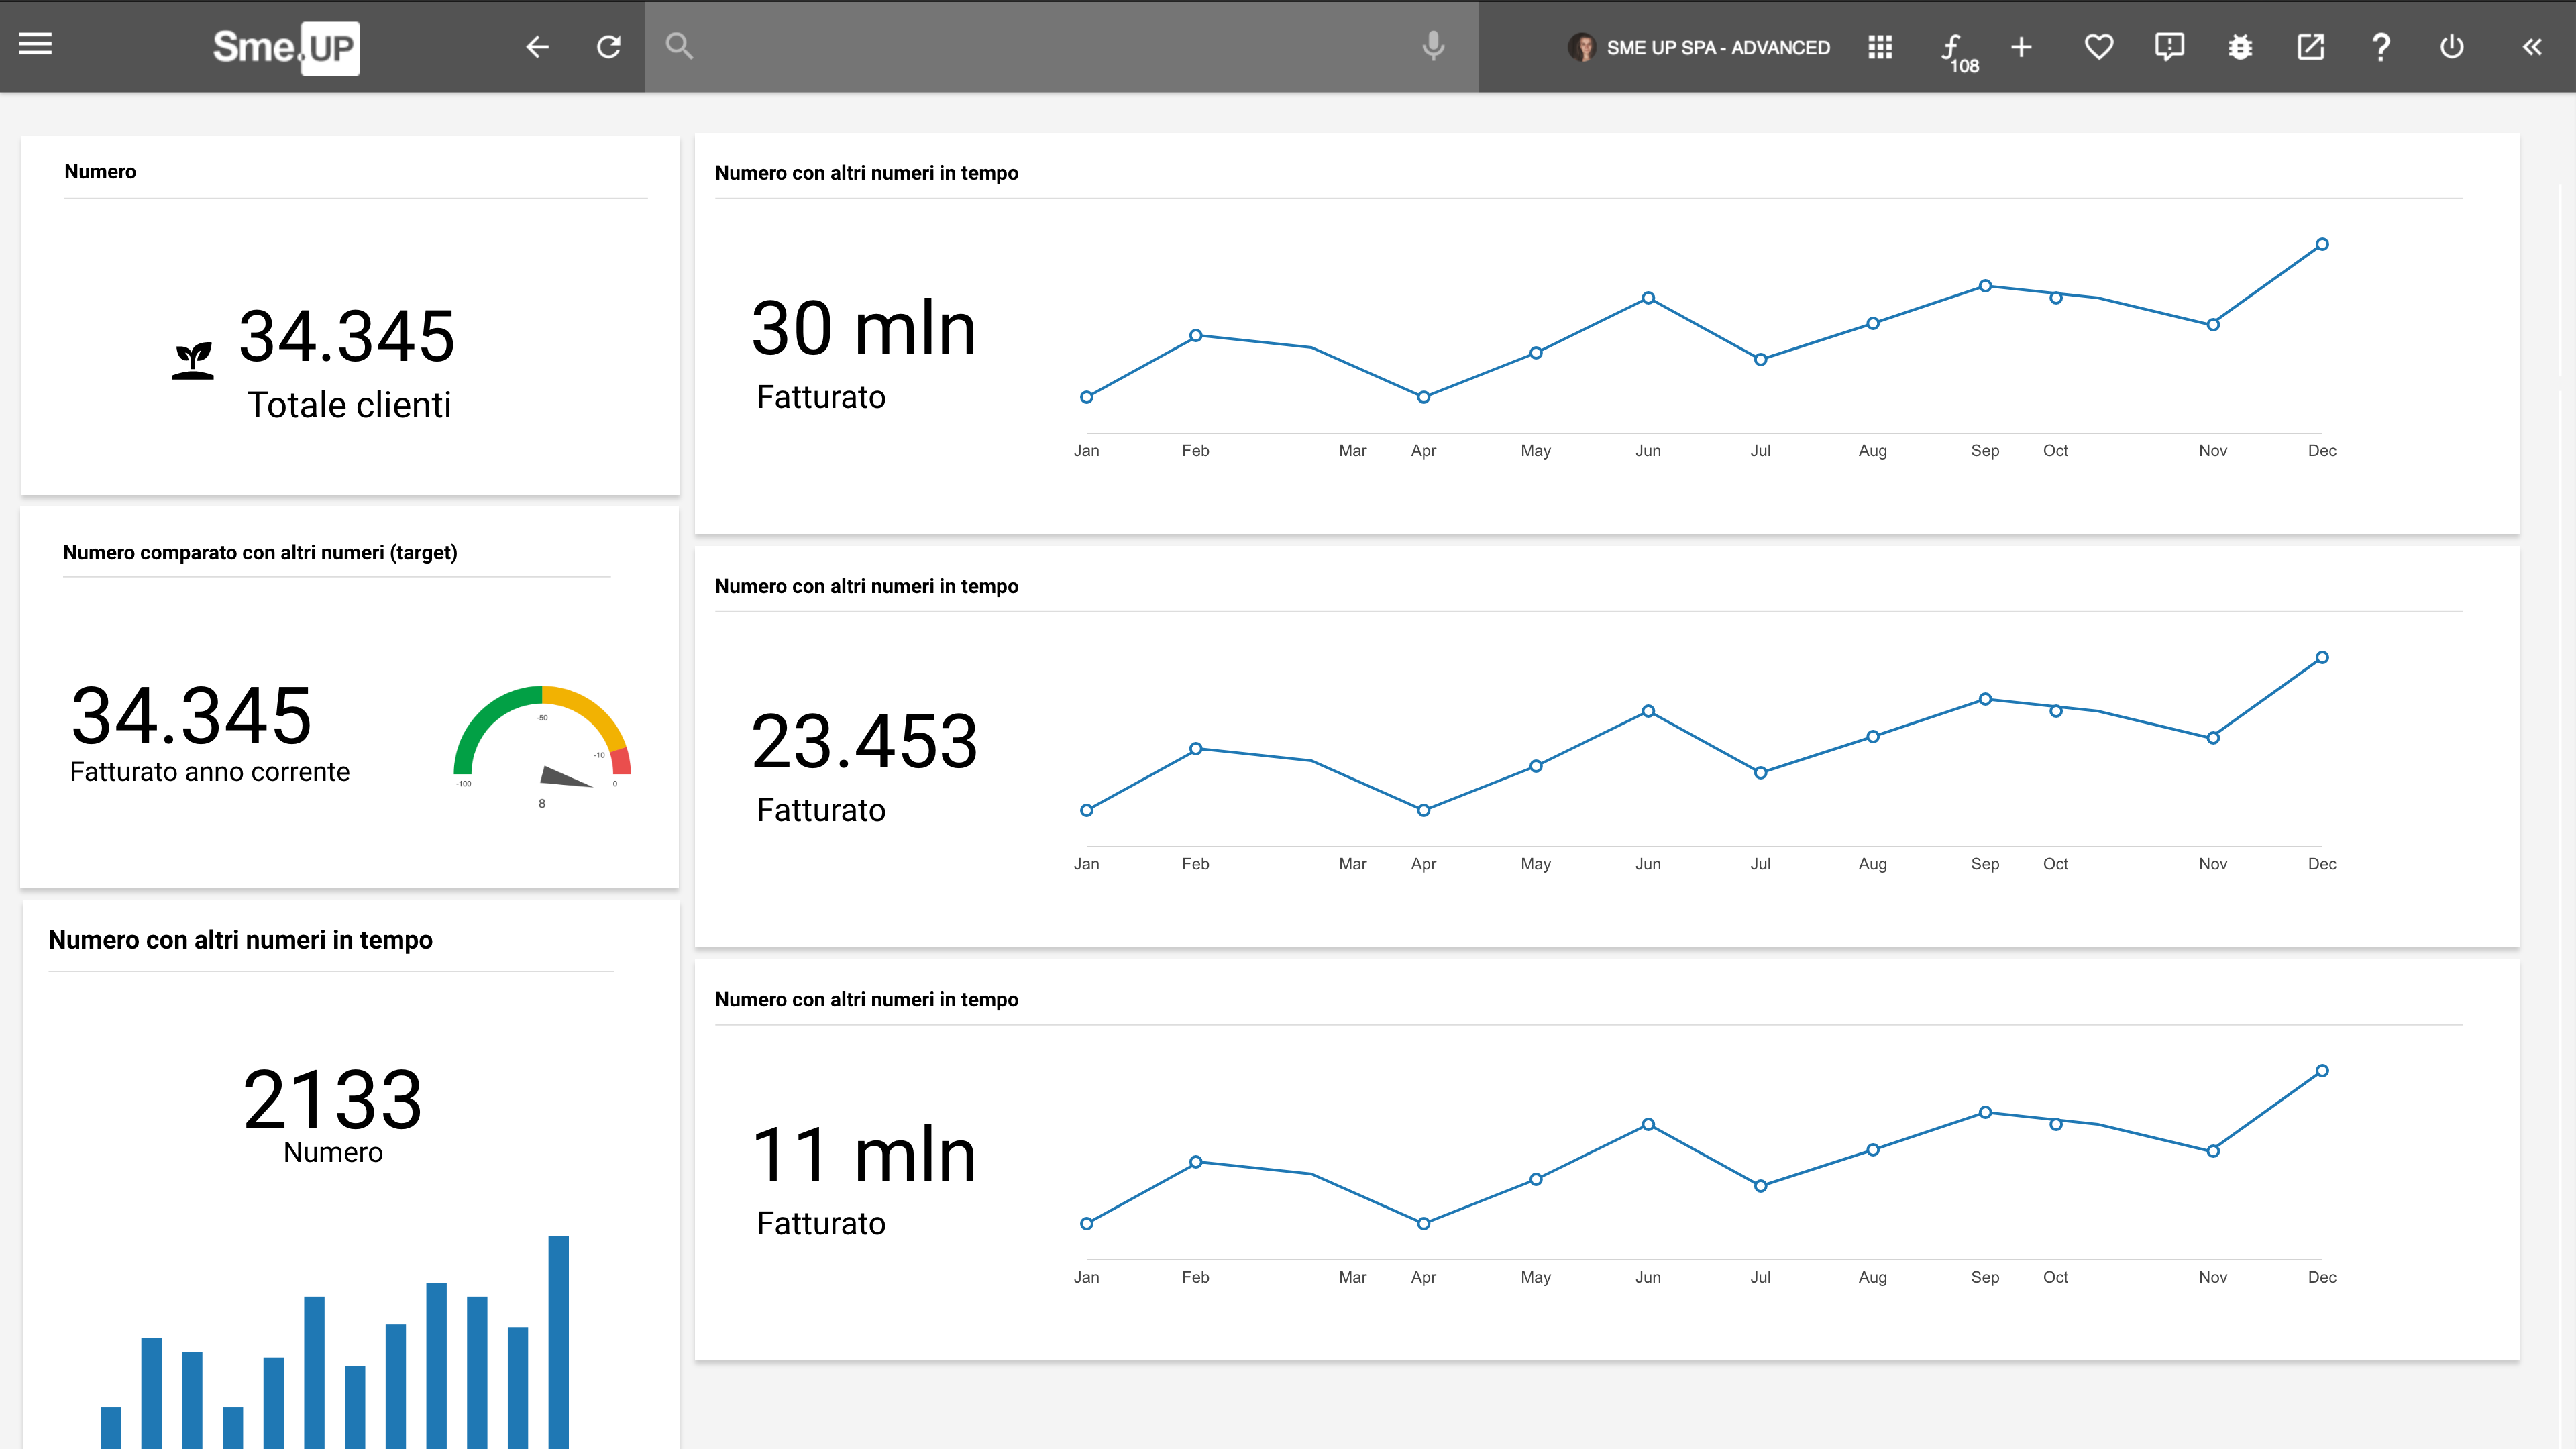 Sme.UP
SME UP SPA - ADVANCED
108
Numero
34.345
Totale clienti
Numero comparato con altri numeri (target)
34.345
Fatturato anno corrente
-50
-10
-100
0
8
Numero con altri numeri in tempo
2133
Numero
Numero con altri numeri in tempo
30 mln
Fatturato
Jan Feb Mar Apr May Jun Jul Aug Sep Oct Nov Dec
Numero con altri numeri in tempo
23.453
Fatturato
Jan Feb Mar Apr May Jun Jul Aug Sep Oct Nov Dec
Numero con altri numeri in tempo
11 mln
Fatturato
Jan Feb Mar Apr May Jun Jul Aug Sep Oct Nov Dec